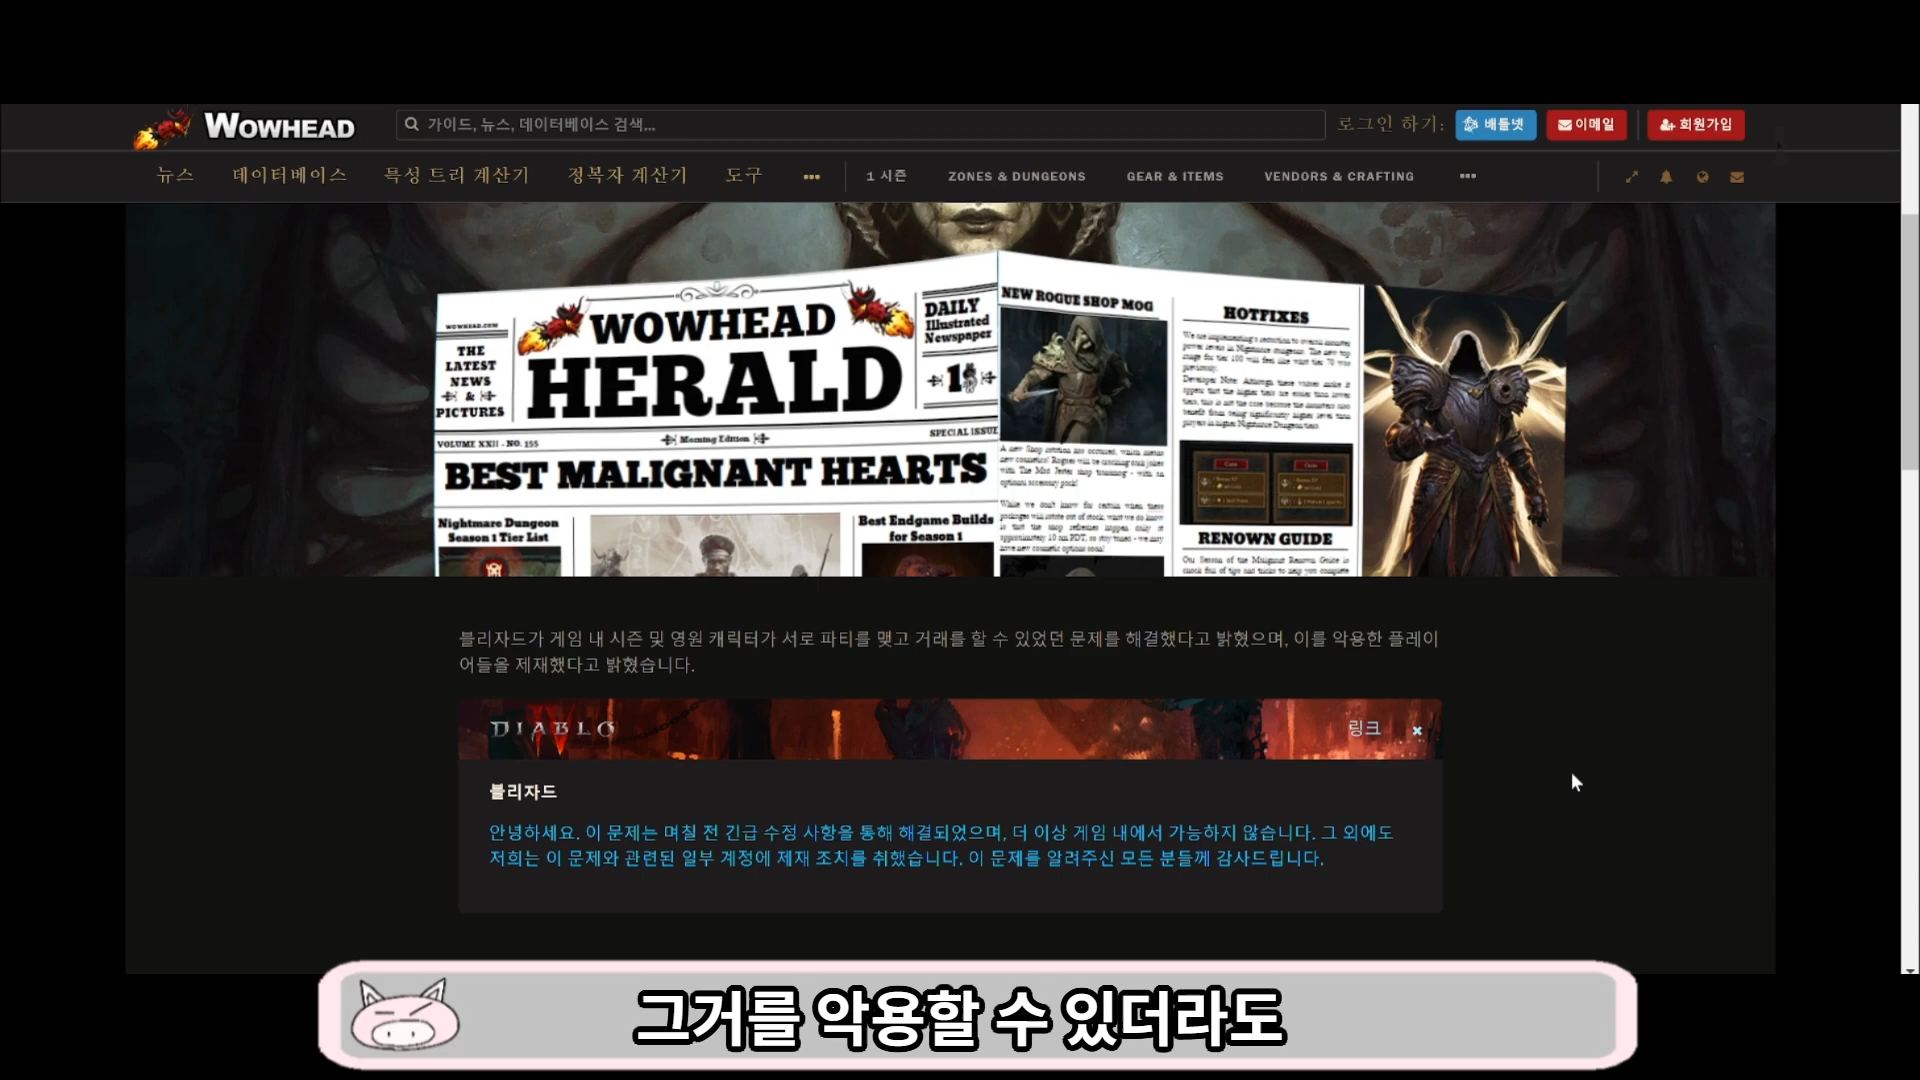 WOWHEAD
가이드, 뉴스, 데이터베이스 검색...
로그인 하기:
배틀넷
이메일
회원가입
뉴스
데이터베이스
특성 트리 계산기
정복자 계산기
도구
1 시즌
ZONES & DUNGEONS
GEAR & ITEMS
VENDORS & CRAFTING
WOWHEAD.COM
THE
LATEST
NEWS
&
PICTURES
WOWHEAD
HERALD
DAILY
Illustrated
Newspaper
VOLUME XXII - NO. 155
Morning Edition
SPECIAL ISSUE
BEST MALIGNANT HEARTS
Nightmare Dungeon
Season 1 Tier List
Best Endgame Builds
for Season 1
NEW ROGUE SHOP MOG
HOTFIXES
RENOWN GUIDE
블리자드가 게임 내 시즌 및 영원 캐릭터가 서로 파티를 맺고 거래를 할 수 있었던 문제를 해결했다고 밝혔으며, 이를 악용한 플레이
어들을 제재했다고 밝혔습니다.
DIABLO
IV
링크
블리자드
안녕하세요. 이 문제는 며칠 전 긴급 수정 사항을 통해 해결되었으며, 더 이상 게임 내에서 가능하지 않습니다. 그 외에도
저희는 이 문제와 관련된 일부 계정에 제재 조치를 취했습니다. 이 문제를 알려주신 모든 분들께 감사드립니다.
그거를 악용할 수 있더라도